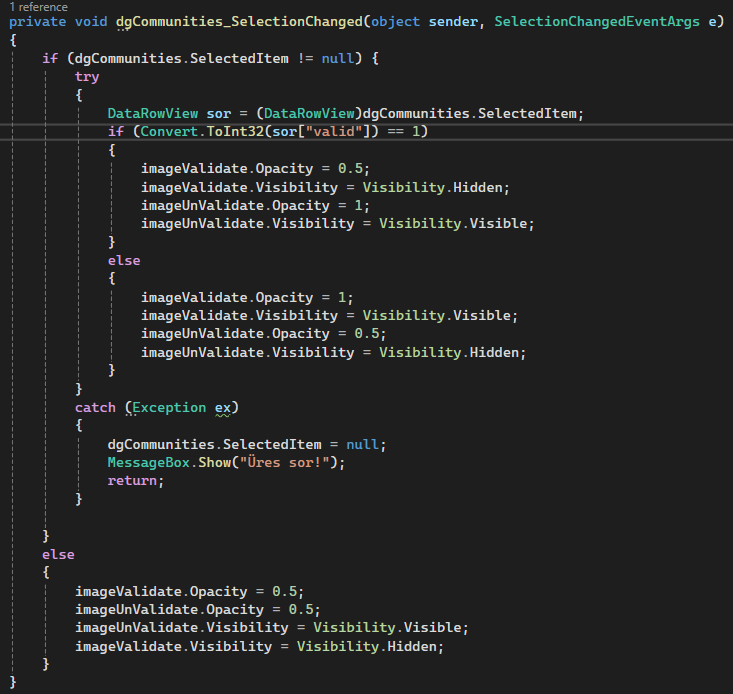 1 reference
private void dgCommunities_SelectionChanged(object sender, SelectionChangedEventArgs e)
{
if (dgCommunities.SelectedItem != null) {
try
{
DataRowView sor = (DataRowView)dgCommunities.SelectedItem;
if (Convert.ToInt32(sor["valid"]) == 1)
{
imageValidate.Opacity = 0.5;
imageValidate.Visibility = Visibility.Hidden;
imageUnValidate.Opacity = 1;
imageUnValidate.Visibility = Visibility.Visible;
}
else
{
imageValidate.Opacity = 1;
imageValidate.Visibility = Visibility.Visible;
imageUnValidate.Opacity = 0.5;
imageUnValidate.Visibility = Visibility.Hidden;
}
}
catch (Exception ex)
{
dgCommunities.SelectedItem = null;
MessageBox.Show("Üres sor!");
return;
}
}
else
{
imageValidate.Opacity = 0.5;
imageUnValidate.Opacity = 0.5;
imageUnValidate.Visibility = Visibility.Visible;
imageValidate.Visibility = Visibility.Hidden;
}
}